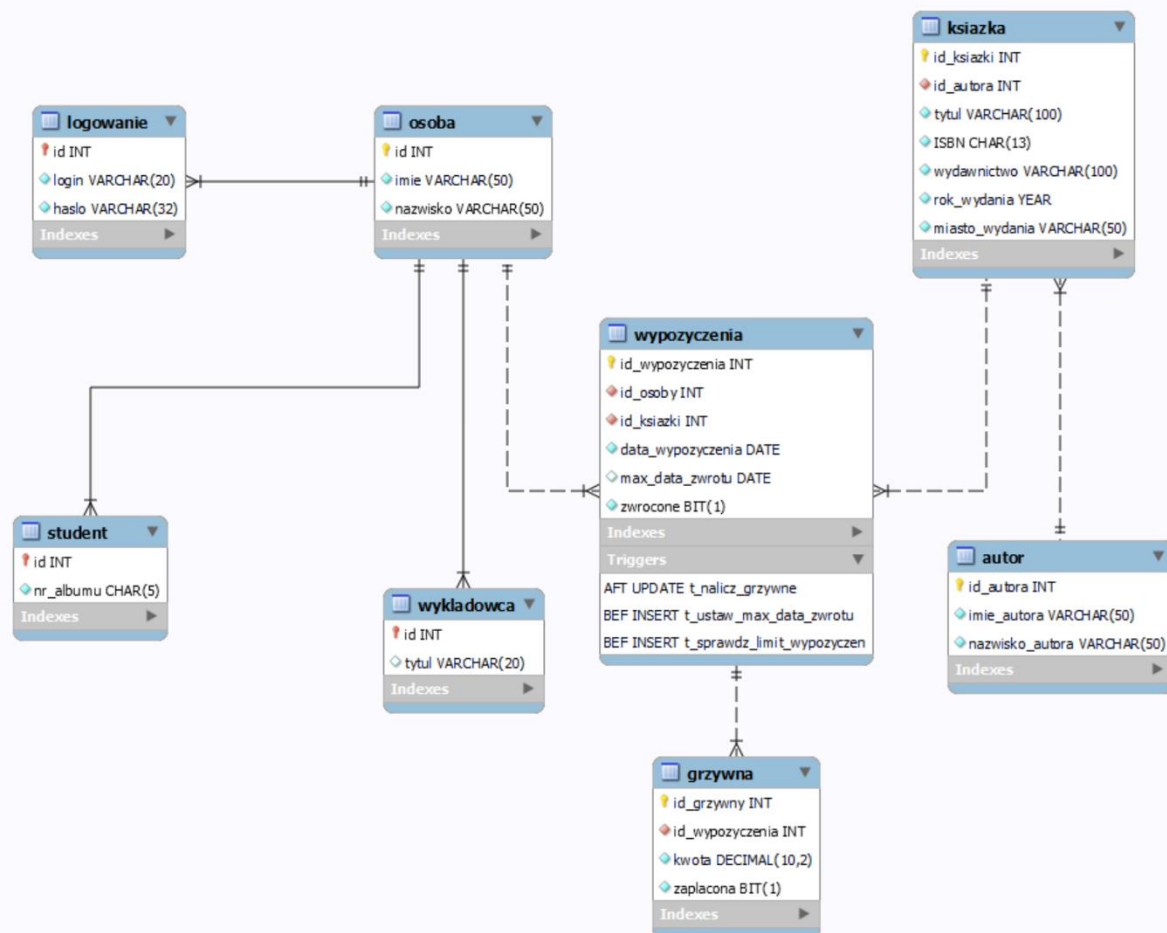 logowanie
id INT
login VARCHAR(20)
haslo VARCHAR(32)
Indexes
osoba
id INT
imie VARCHAR(50)
nazwisko VARCHAR(50)
Indexes
ksiazka
id_ksiazki INT
id_autora INT
tytul VARCHAR(100)
ISBN CHAR(13)
wydawnictwo VARCHAR(100)
rok_wydania YEAR
miasto_wydania VARCHAR(50)
Indexes
wypozyczenia
id_wypozyczenia INT
id_osoby INT
id_ksiazki INT
data_wypozyczenia DATE
max_data_zwrotu DATE
zwrocone BIT(1)
Indexes
Triggers
AFT UPDATE t_nalicz_grzywne
BEF INSERT t_ustaw_max_data_zwrotu
BEF INSERT t_sprawdz_limit_wypozyczen
student
id INT
nr_albumu CHAR(5)
Indexes
wykladowca
id INT
tytul VARCHAR(20)
Indexes
autor
id_autora INT
imie_autora VARCHAR(50)
nazwisko_autora VARCHAR(50)
Indexes
grzywna
id_grzywny INT
id_wypozyczenia INT
kwota DECIMAL(10,2)
zaplacona BIT(1)
Indexes